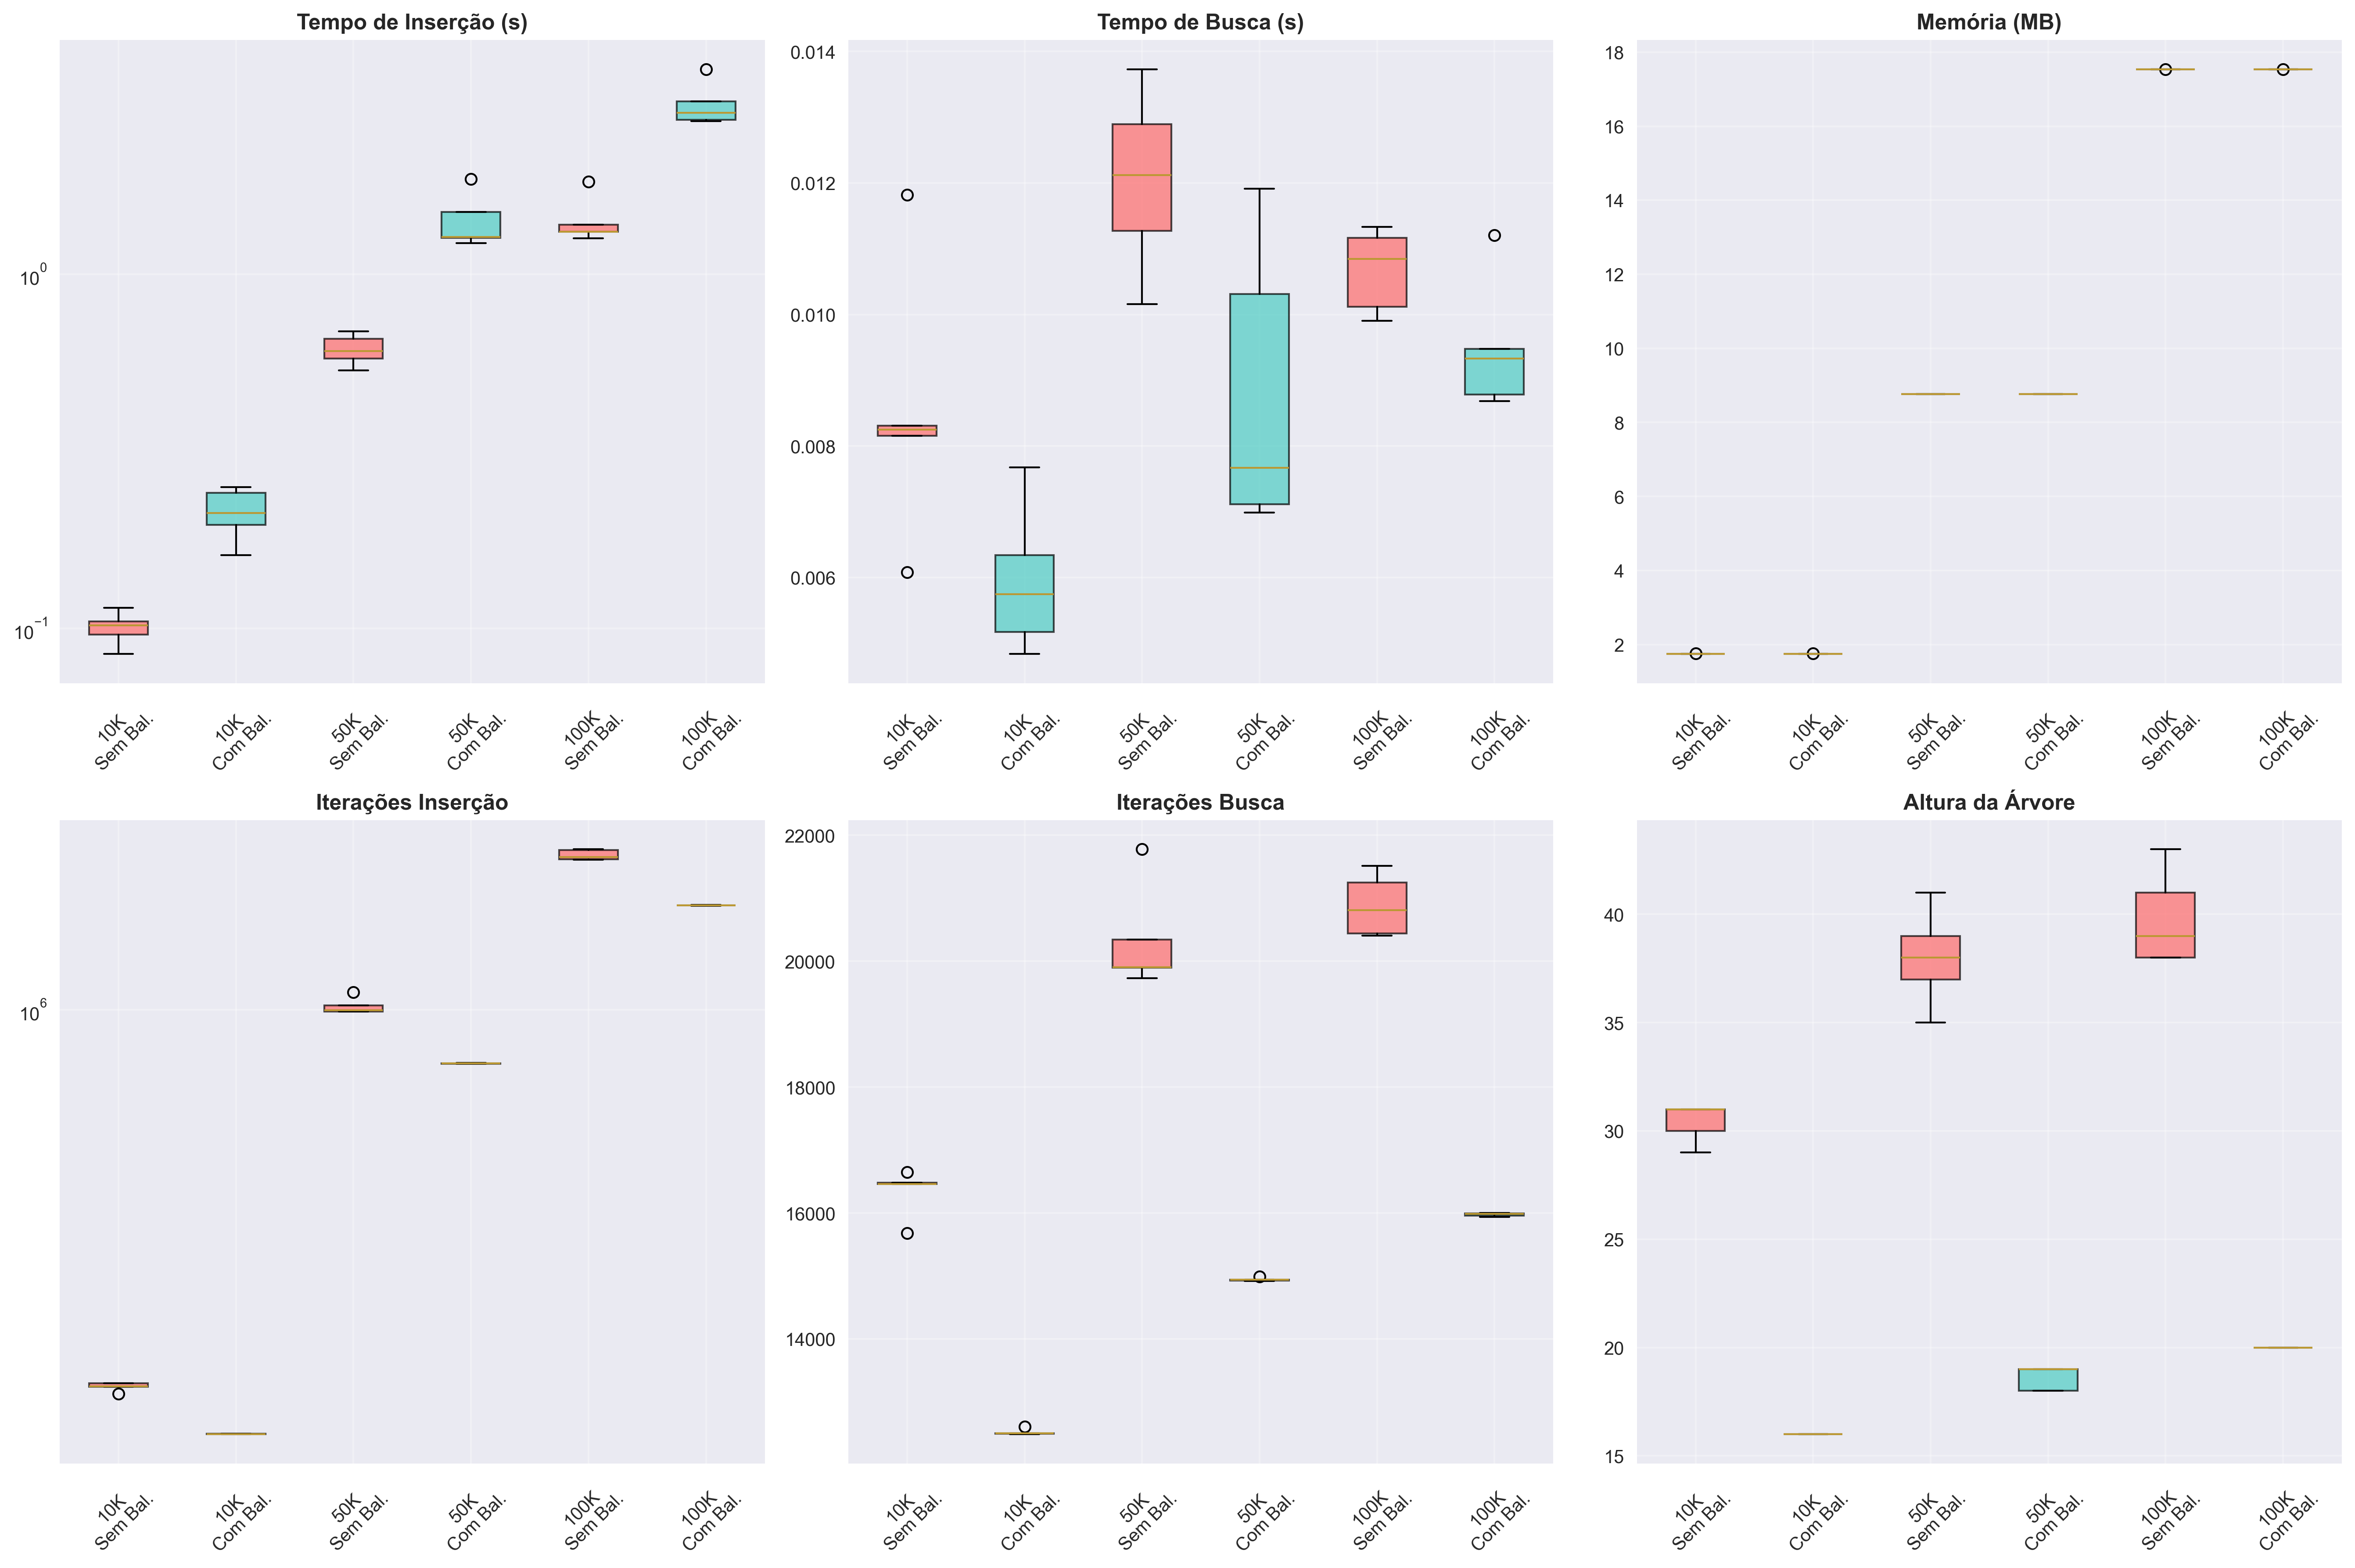 Tempo de Inserção (s)
10⁰
10⁻¹
10K
Sem Bal.
10K
Com Bal.
50K
Sem Bal.
50K
Com Bal.
100K
Sem Bal.
100K
Com Bal.
Tempo de Busca (s)
0.014
0.012
0.010
0.008
0.006
10K
Sem Bal.
10K
Com Bal.
50K
Sem Bal.
50K
Com Bal.
100K
Sem Bal.
100K
Com Bal.
Memória (MB)
18
16
14
12
10
8
6
4
2
10K
Sem Bal.
10K
Com Bal.
50K
Sem Bal.
50K
Com Bal.
100K
Sem Bal.
100K
Com Bal.
Iterações Inserção
10⁶
10K
Sem Bal.
10K
Com Bal.
50K
Sem Bal.
50K
Com Bal.
100K
Sem Bal.
100K
Com Bal.
Iterações Busca
22000
20000
18000
16000
14000
10K
Sem Bal.
10K
Com Bal.
50K
Sem Bal.
50K
Com Bal.
100K
Sem Bal.
100K
Com Bal.
Altura da Árvore
40
35
30
25
20
15
10K
Sem Bal.
10K
Com Bal.
50K
Sem Bal.
50K
Com Bal.
100K
Sem Bal.
100K
Com Bal.